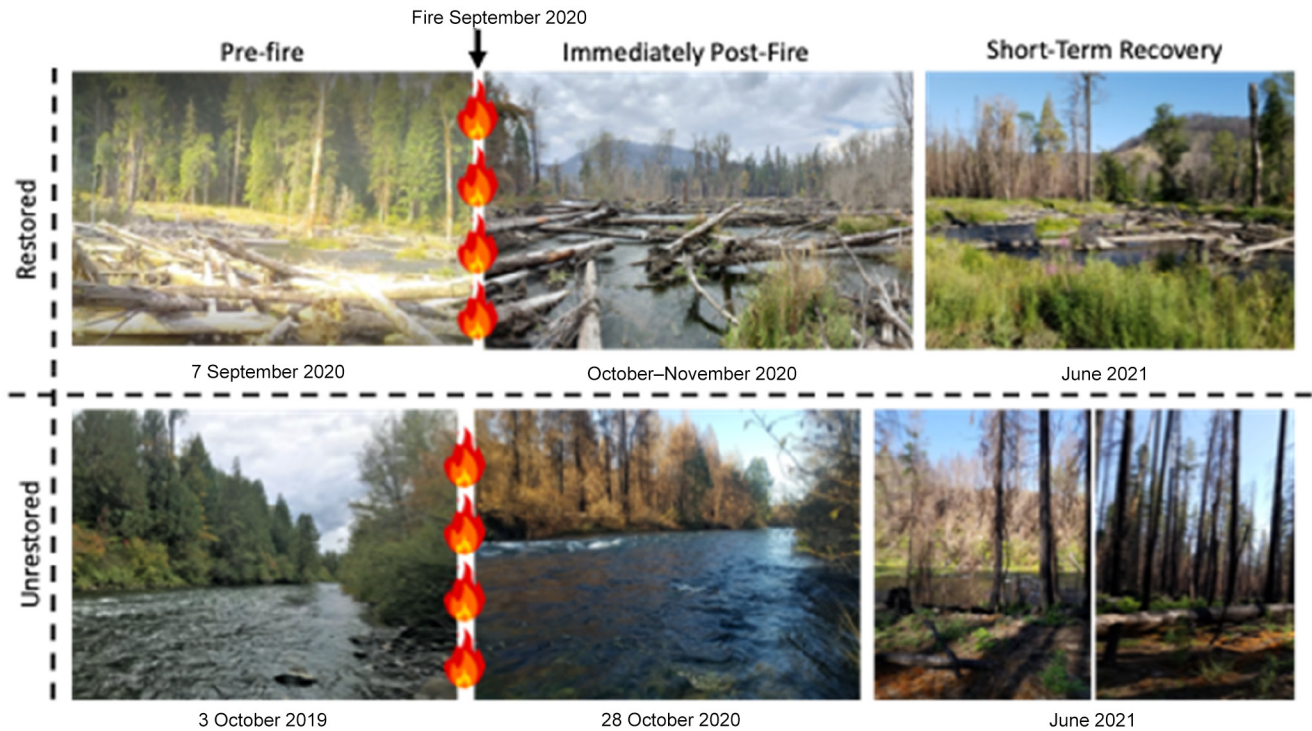 Fire September 2020
Pre-fire
Immediately Post-Fire
Short-Term Recovery
Restored
7 September 2020
October–November 2020
June 2021
Unrestored
3 October 2019
28 October 2020
June 2021